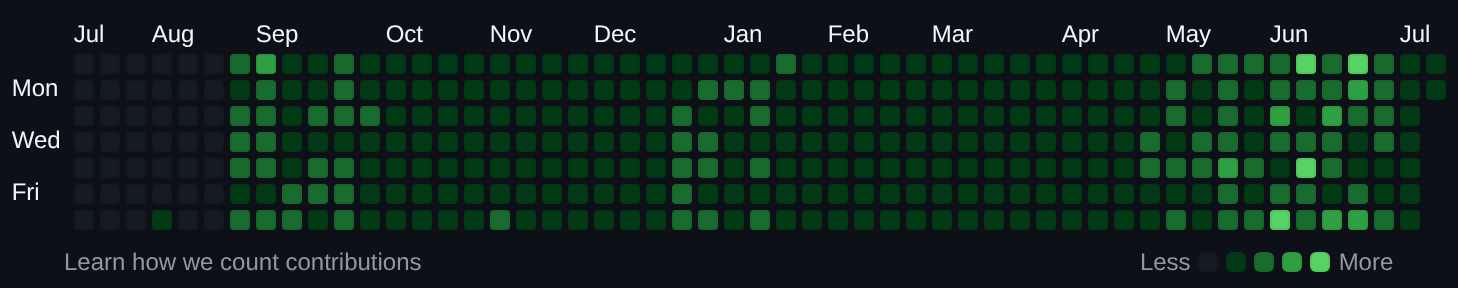 Jul Aug Sep Oct Nov Dec Jan Feb Mar Apr May Jun Jul
Mon
Wed
Fri
Learn how we count contributions Less More